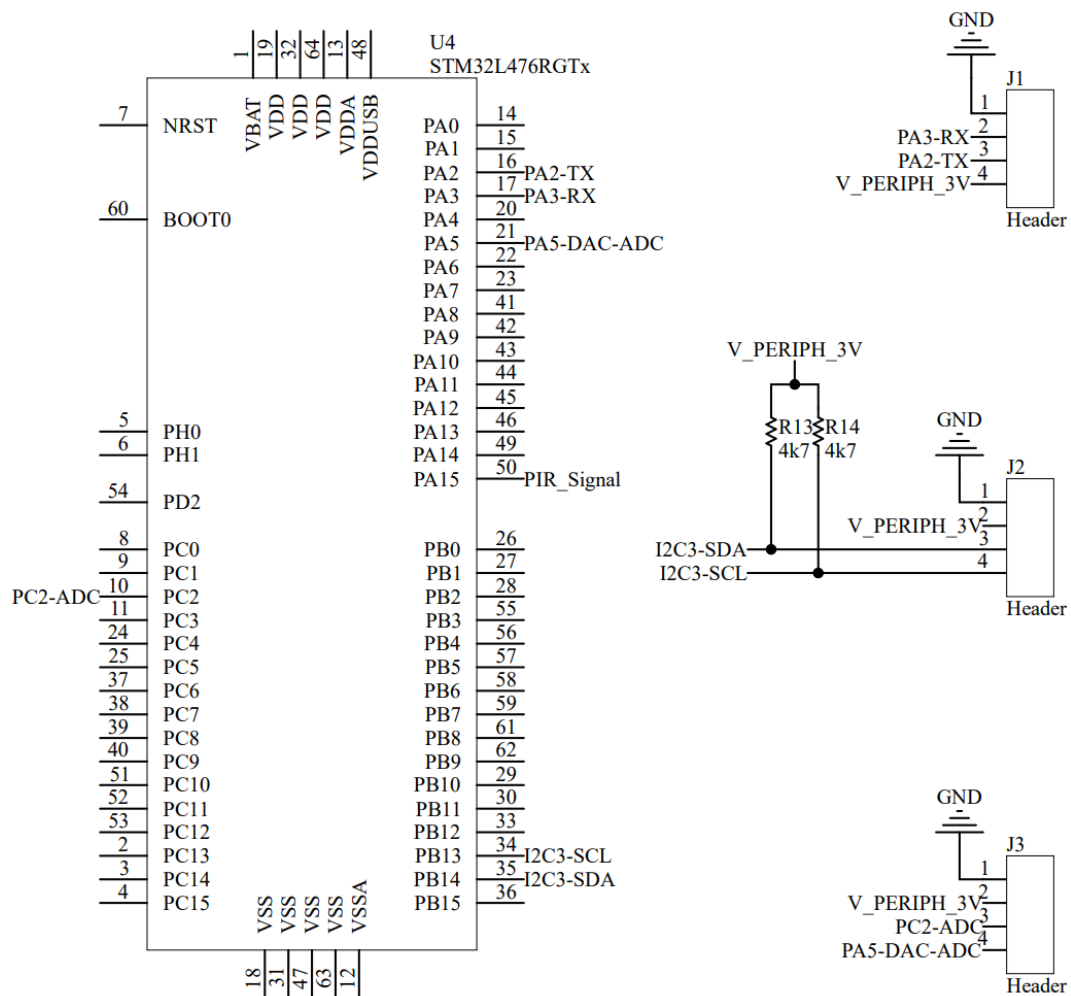 U4
STM32L476RGTx
1
19
32
64
13
48
VBAT
VDD
VDD
VDD
VDDA
VDDUSB
7 NRST
60 BOOT0
5 PH0
6 PH1
54 PD2
8 PC0
9 PC1
PC2-ADC 10 PC2
11 PC3
24 PC4
25 PC5
37 PC6
38 PC7
39 PC8
40 PC9
51 PC10
52 PC11
53 PC12
2 PC13
3 PC14
4 PC15
PA0 14
PA1 15
PA2 16 PA2-TX
PA3 17 PA3-RX
PA4 20
PA5 21 PA5-DAC-ADC
PA6 22
PA7 23
PA8 41
PA9 42
PA10 43
PA11 44
PA12 45
PA13 46
PA14 49
PA15 50 PIR_Signal
PB0 26
PB1 27
PB2 28
PB3 55
PB4 56
PB5 57
PB6 58
PB7 59
PB8 61
PB9 62
PB10 29
PB11 30
PB12 33
PB13 34 I2C3-SCL
PB14 35 I2C3-SDA
PB15 36
VSS
VSS
VSS
VSS
VSSA
18
31
47
63
12
GND
J1
1
PA3-RX 2
PA2-TX 3
V_PERIPH_3V 4
Header
V_PERIPH_3V
R13
4k7
R14
4k7
GND
J2
1
V_PERIPH_3V 2
I2C3-SDA 3
I2C3-SCL 4
Header
GND
J3
1
V_PERIPH_3V 2
PC2-ADC 3
PA5-DAC-ADC 4
Header